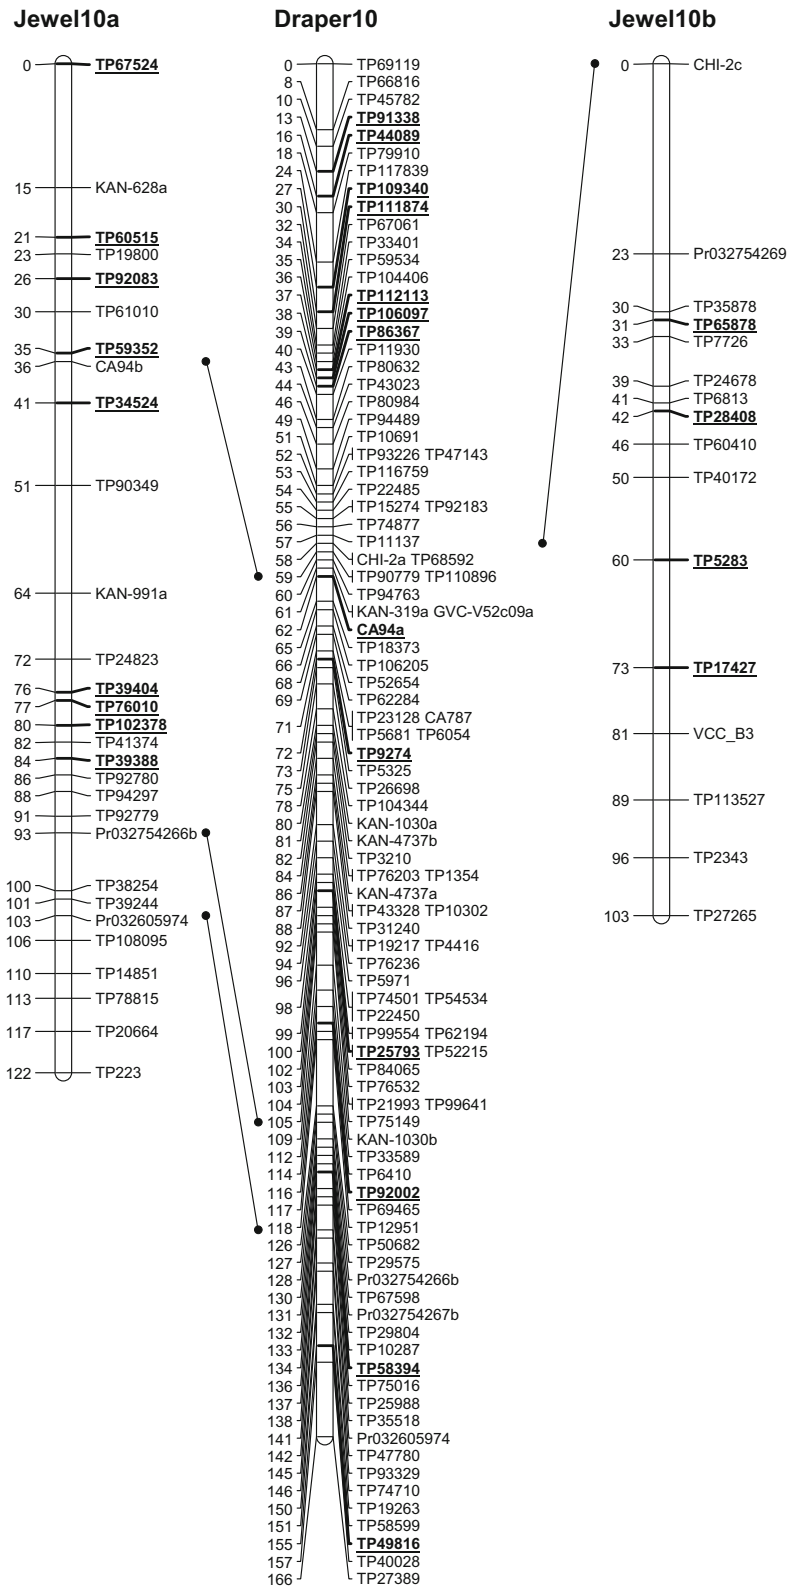 Jewel10a
0 TP67524
15 KAN-628a
21 TP60515
23 TP19800
26 TP92083
30 TP61010
35 TP59352
36 CA94b
41 TP34524
51 TP90349
64 KAN-991a
72 TP24823
76 TP39404
77 TP76010
80 TP102378
82 TP41374
84 TP39388
86 TP92780
88 TP94297
91 TP92779
93 Pr032754266b
100 TP38254
101 TP39244
103 Pr032605974
106 TP108095
110 TP14851
113 TP78815
117 TP20664
122 TP223
Draper10
0 TP69119
8 TP66816
10 TP45782
13 TP91338
16 TP44089
18 TP79910
24 TP117839
27 TP109340
30 TP111874
32 TP67061
34 TP33401
35 TP59534
36 TP104406
37 TP112113
38 TP106097
39 TP86367
40 TP11930
43 TP80632
44 TP43023
46 TP80984
49 TP94489
51 TP10691
52 TP93226 TP47143
53 TP116759
54 TP22485
55 TP15274 TP92183
56 TP74877
57 TP11137
58 CHI-2a TP68592
59 TP90779 TP110896
60 TP94763
61 KAN-319a GVC-V52c09a
62 CA94a
65 TP18373
66 TP106205
68 TP52654
69 TP62284
71 TP23128 CA787
TP5681 TP6054
72 TP9274
73 TP5325
75 TP26698
78 TP104344
80 KAN-1030a
81 KAN-4737b
82 TP3210
84 TP76203 TP1354
86 KAN-4737a
87 TP43328 TP10302
88 TP31240
92 TP19217 TP4416
94 TP76236
96 TP5971
98 TP74501 TP54534
TP22450
99 TP99554 TP62194
100 TP25793 TP52215
102 TP84065
103 TP76532
104 TP21993 TP99641
105 TP75149
109 KAN-1030b
112 TP33589
114 TP6410
116 TP92002
117 TP69465
118 TP12951
126 TP50682
127 TP29575
128 Pr032754266b
130 TP67598
131 Pr032754267b
132 TP29804
133 TP10287
134 TP58394
136 TP75016
137 TP25988
138 TP35518
141 Pr032605974
142 TP47780
145 TP93329
146 TP74710
150 TP19263
151 TP58599
155 TP49816
157 TP40028
166 TP27389
Jewel10b
0 CHI-2c
23 Pr032754269
30 TP35878
31 TP65878
33 TP7726
39 TP24678
41 TP6813
42 TP28408
46 TP60410
50 TP40172
60 TP5283
73 TP17427
81 VCC_B3
89 TP113527
96 TP2343
103 TP27265